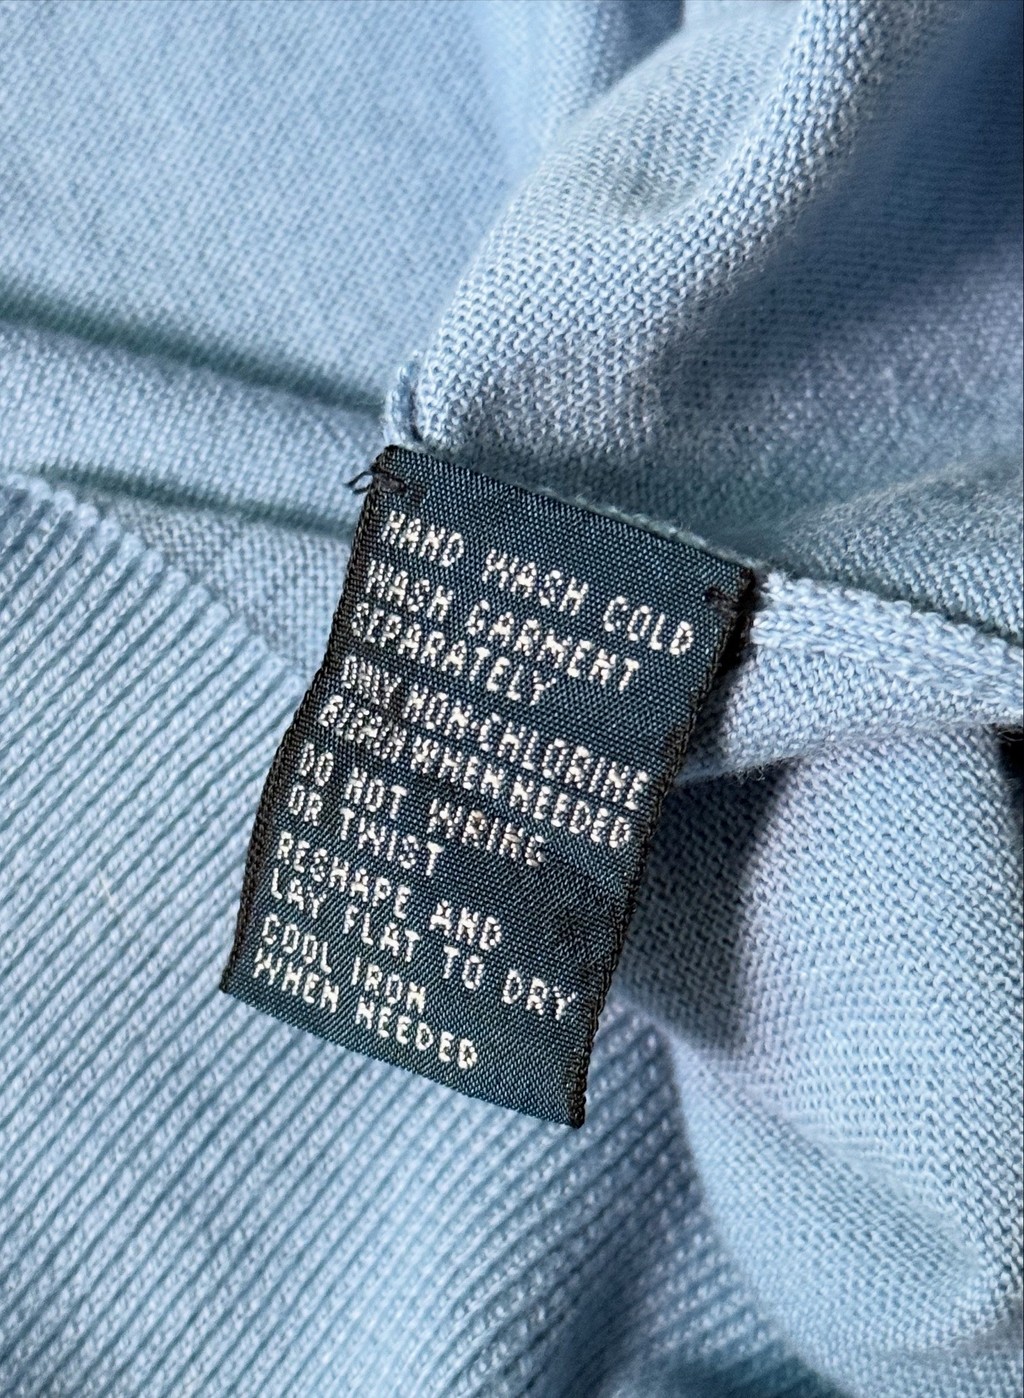 HAND WASH COLD
WASH GARMENT
SEPARATELY
ONLY NON-CHLORINE
BLEACH WHEN NEEDED
DO NOT WRING
OR TWIST
RESHAPE AND
LAY FLAT TO DRY
COOL IRON
WHEN NEEDED